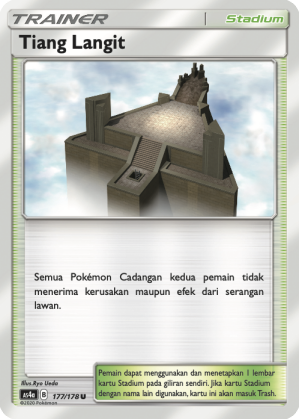 TRAINER Stadium
Tiang Langit
Semua Pokémon Cadangan kedua pemain tidak
menerima kerusakan maupun efek dari serangan
lawan.
Illus.Ryo Ueda
AS4a B 177/178 U
©2020 Pokémon
Pemain dapat menggunakan dan menetapkan 1 lembar
kartu Stadium pada giliran sendiri. Jika kartu Stadium
dengan nama lain digunakan, kartu ini akan masuk Trash.